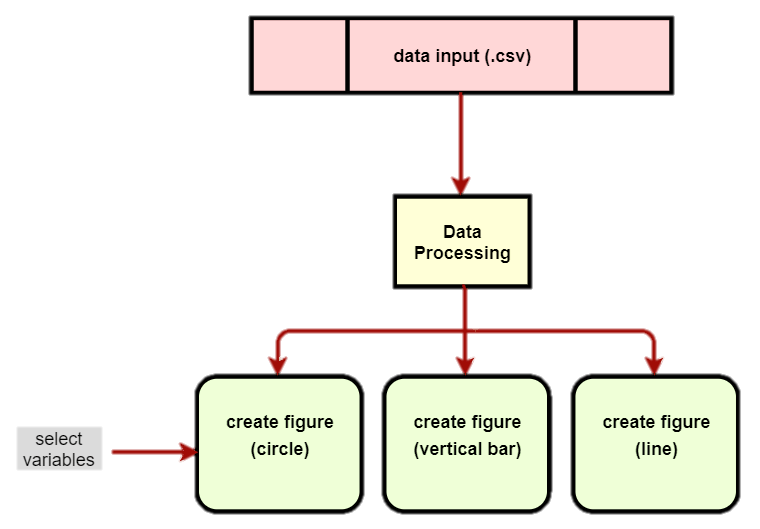 data input (.csv)
Data
Processing
create figure
(circle)
create figure
(vertical bar)
create figure
(line)
select
variables